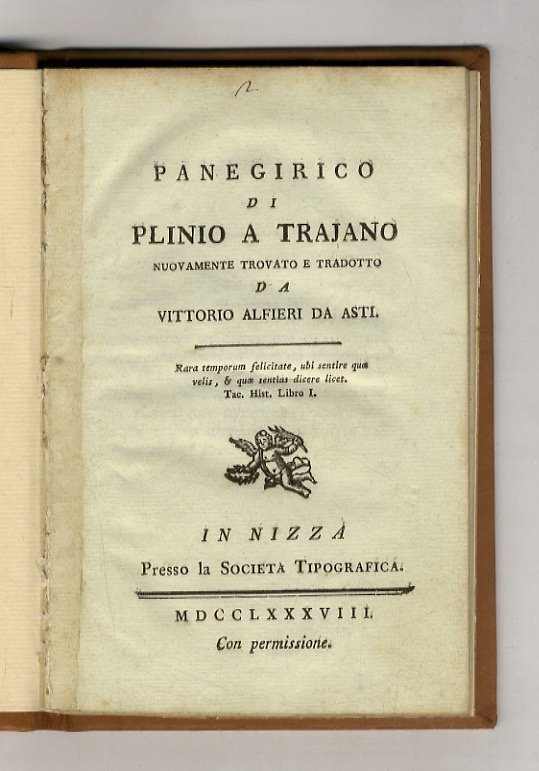 PANEGIRICO
DI
PLINIO A TRAJANO
NUOVAMENTE TROVATO E TRADOTTO
DA
VITTORIO ALFIERI DA ASTI.
Rara temporum felicitate, ubi sentire quæ
velis, & quæ sentias dicere licet.
Tac. Hist. Libro I.
IN NIZZA
Presso la SOCIETÀ TIPOGRAFICA.
MDCCLXXXVIII.
Con permissione.